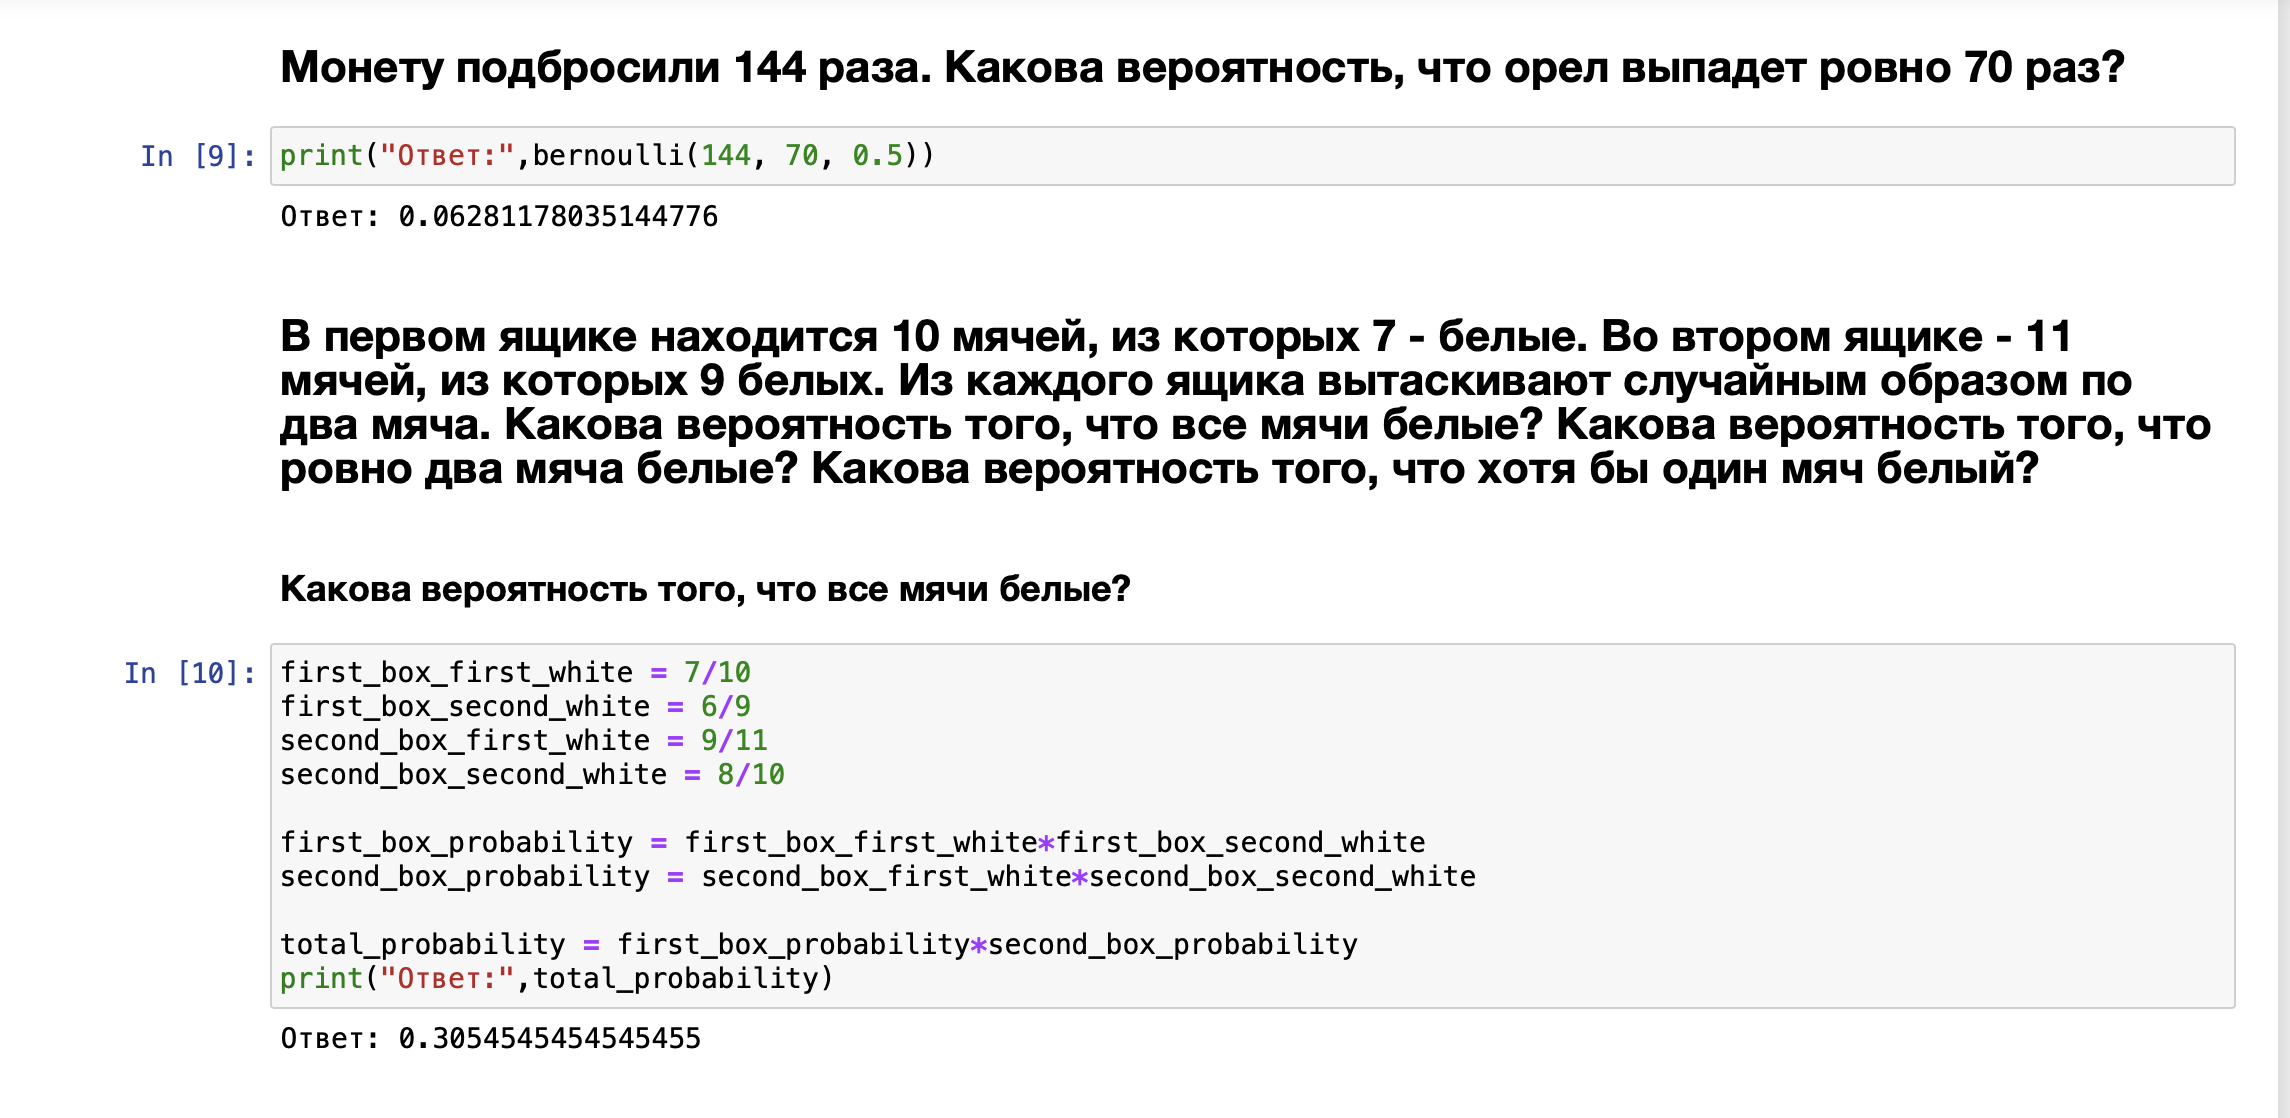 Монету подбросили 144 раза. Какова вероятность, что орел выпадет ровно 70 раз?
In [9]: print("Ответ:",bernoulli(144, 70, 0.5))
Ответ: 0.06281178035144776
В первом ящике находится 10 мячей, из которых 7 - белые. Во втором ящике - 11
мячей, из которых 9 белых. Из каждого ящика вытаскивают случайным образом по
два мяча. Какова вероятность того, что все мячи белые? Какова вероятность того, что
ровно два мяча белые? Какова вероятность того, что хотя бы один мяч белый?
Какова вероятность того, что все мячи белые?
In [10]: first_box_first_white = 7/10
first_box_second_white = 6/9
second_box_first_white = 9/11
second_box_second_white = 8/10
first_box_probability = first_box_first_white*first_box_second_white
second_box_probability = second_box_first_white*second_box_second_white
total_probability = first_box_probability*second_box_probability
print("Ответ:",total_probability)
Ответ: 0.3054545454545455